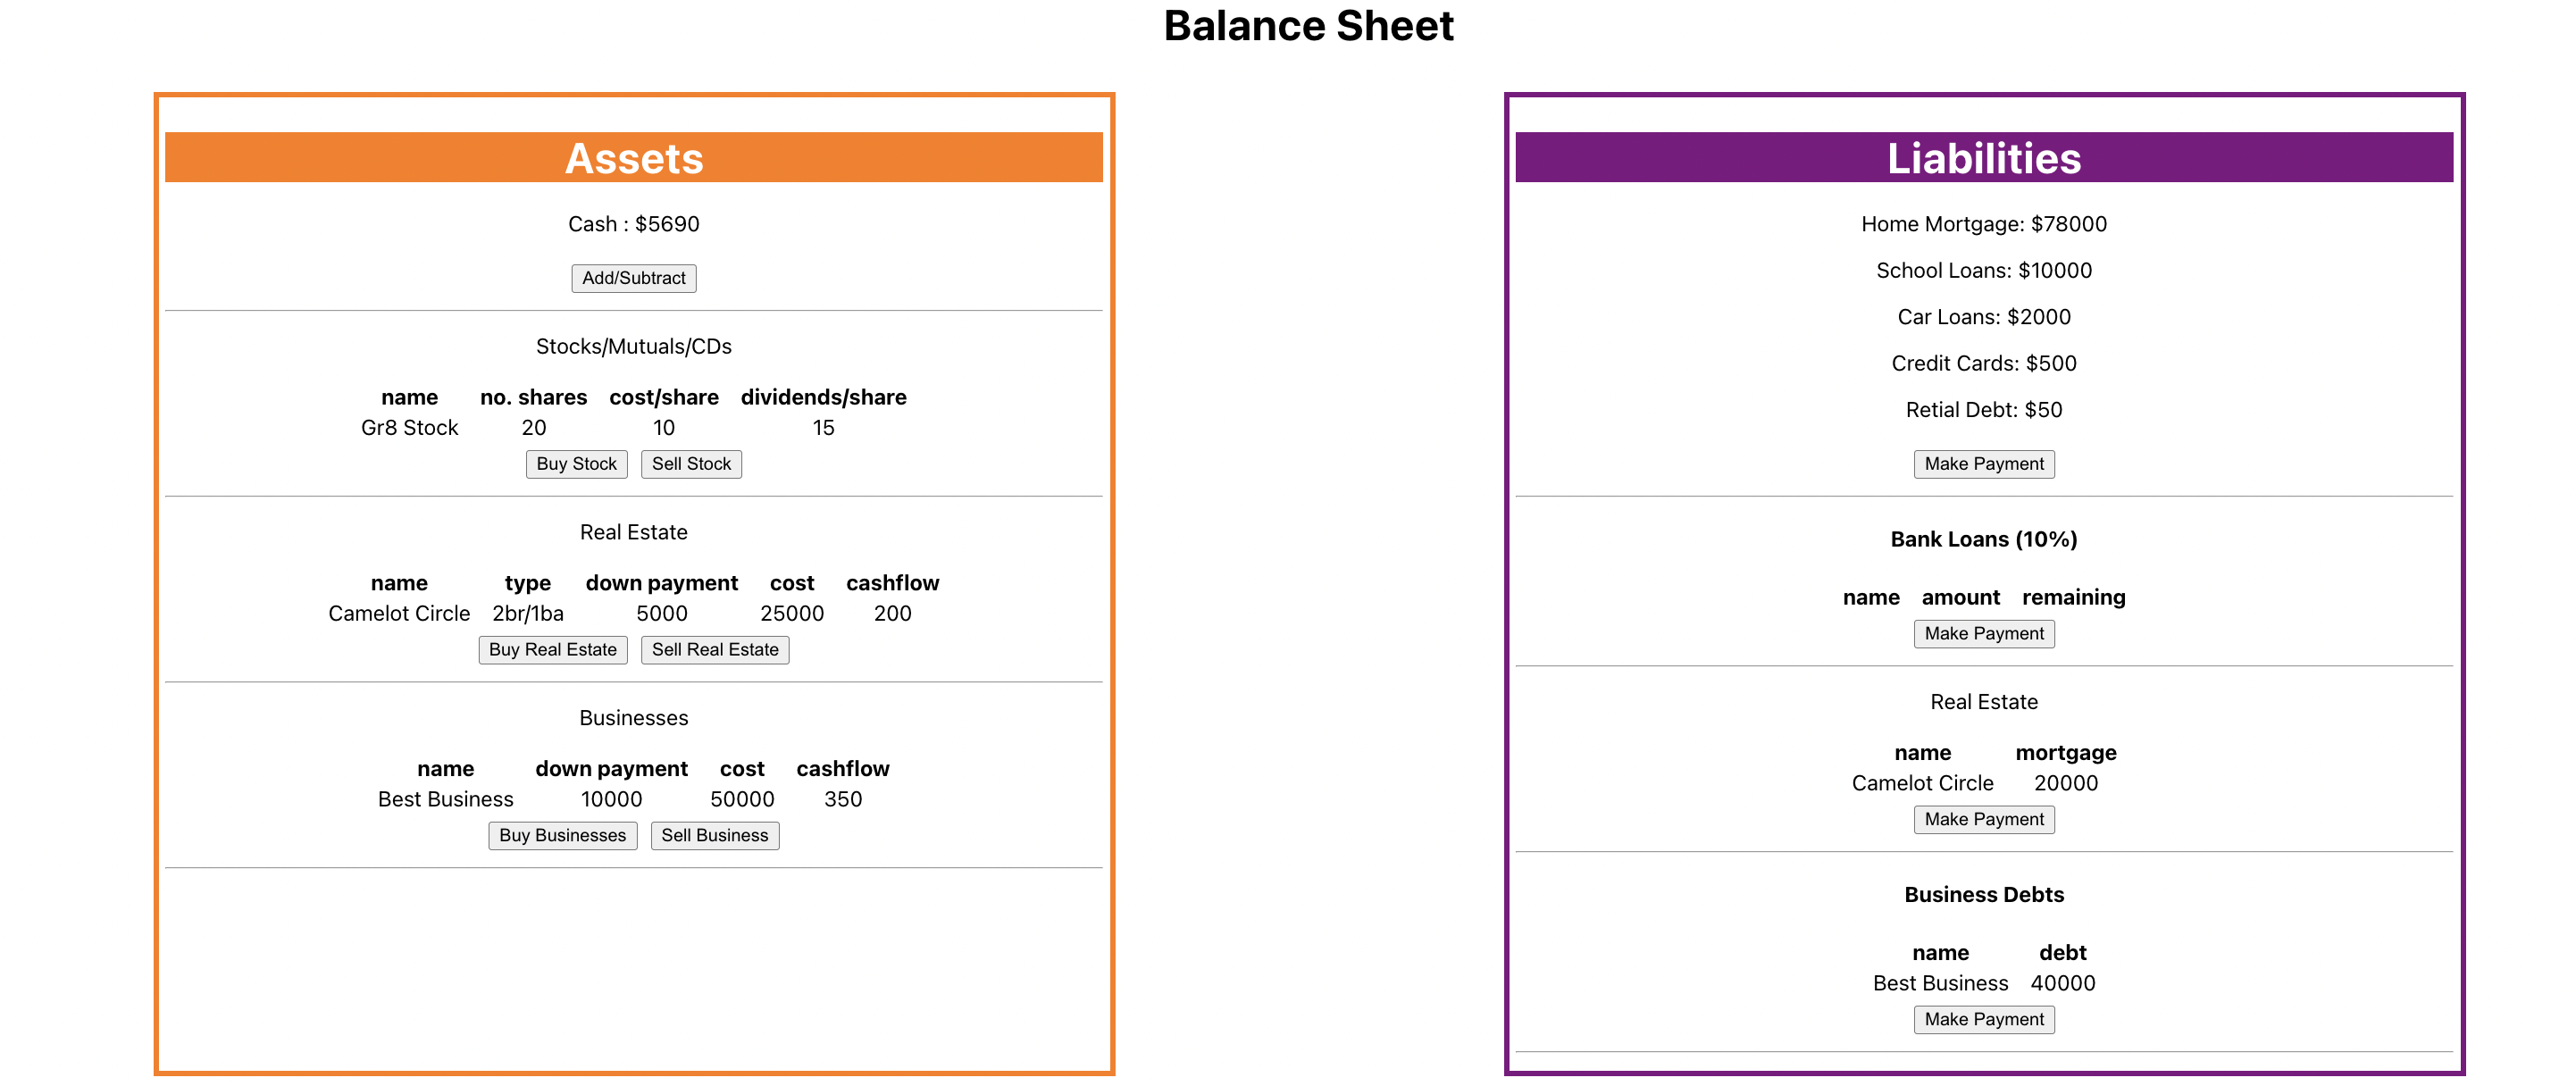 Balance Sheet
Assets
Cash : $5690
Add/Subtract
Stocks/Mutuals/CDs
name no. shares cost/share dividends/share
Gr8 Stock 20 10 15
Buy Stock Sell Stock
Real Estate
name type down payment cost cashflow
Camelot Circle 2br/1ba 5000 25000 200
Buy Real Estate Sell Real Estate
Businesses
name down payment cost cashflow
Best Business 10000 50000 350
Buy Businesses Sell Business
Liabilities
Home Mortgage: $78000
School Loans: $10000
Car Loans: $2000
Credit Cards: $500
Retial Debt: $50
Make Payment
Bank Loans (10%)
name amount remaining
Make Payment
Real Estate
name mortgage
Camelot Circle 20000
Make Payment
Business Debts
name debt
Best Business 40000
Make Payment